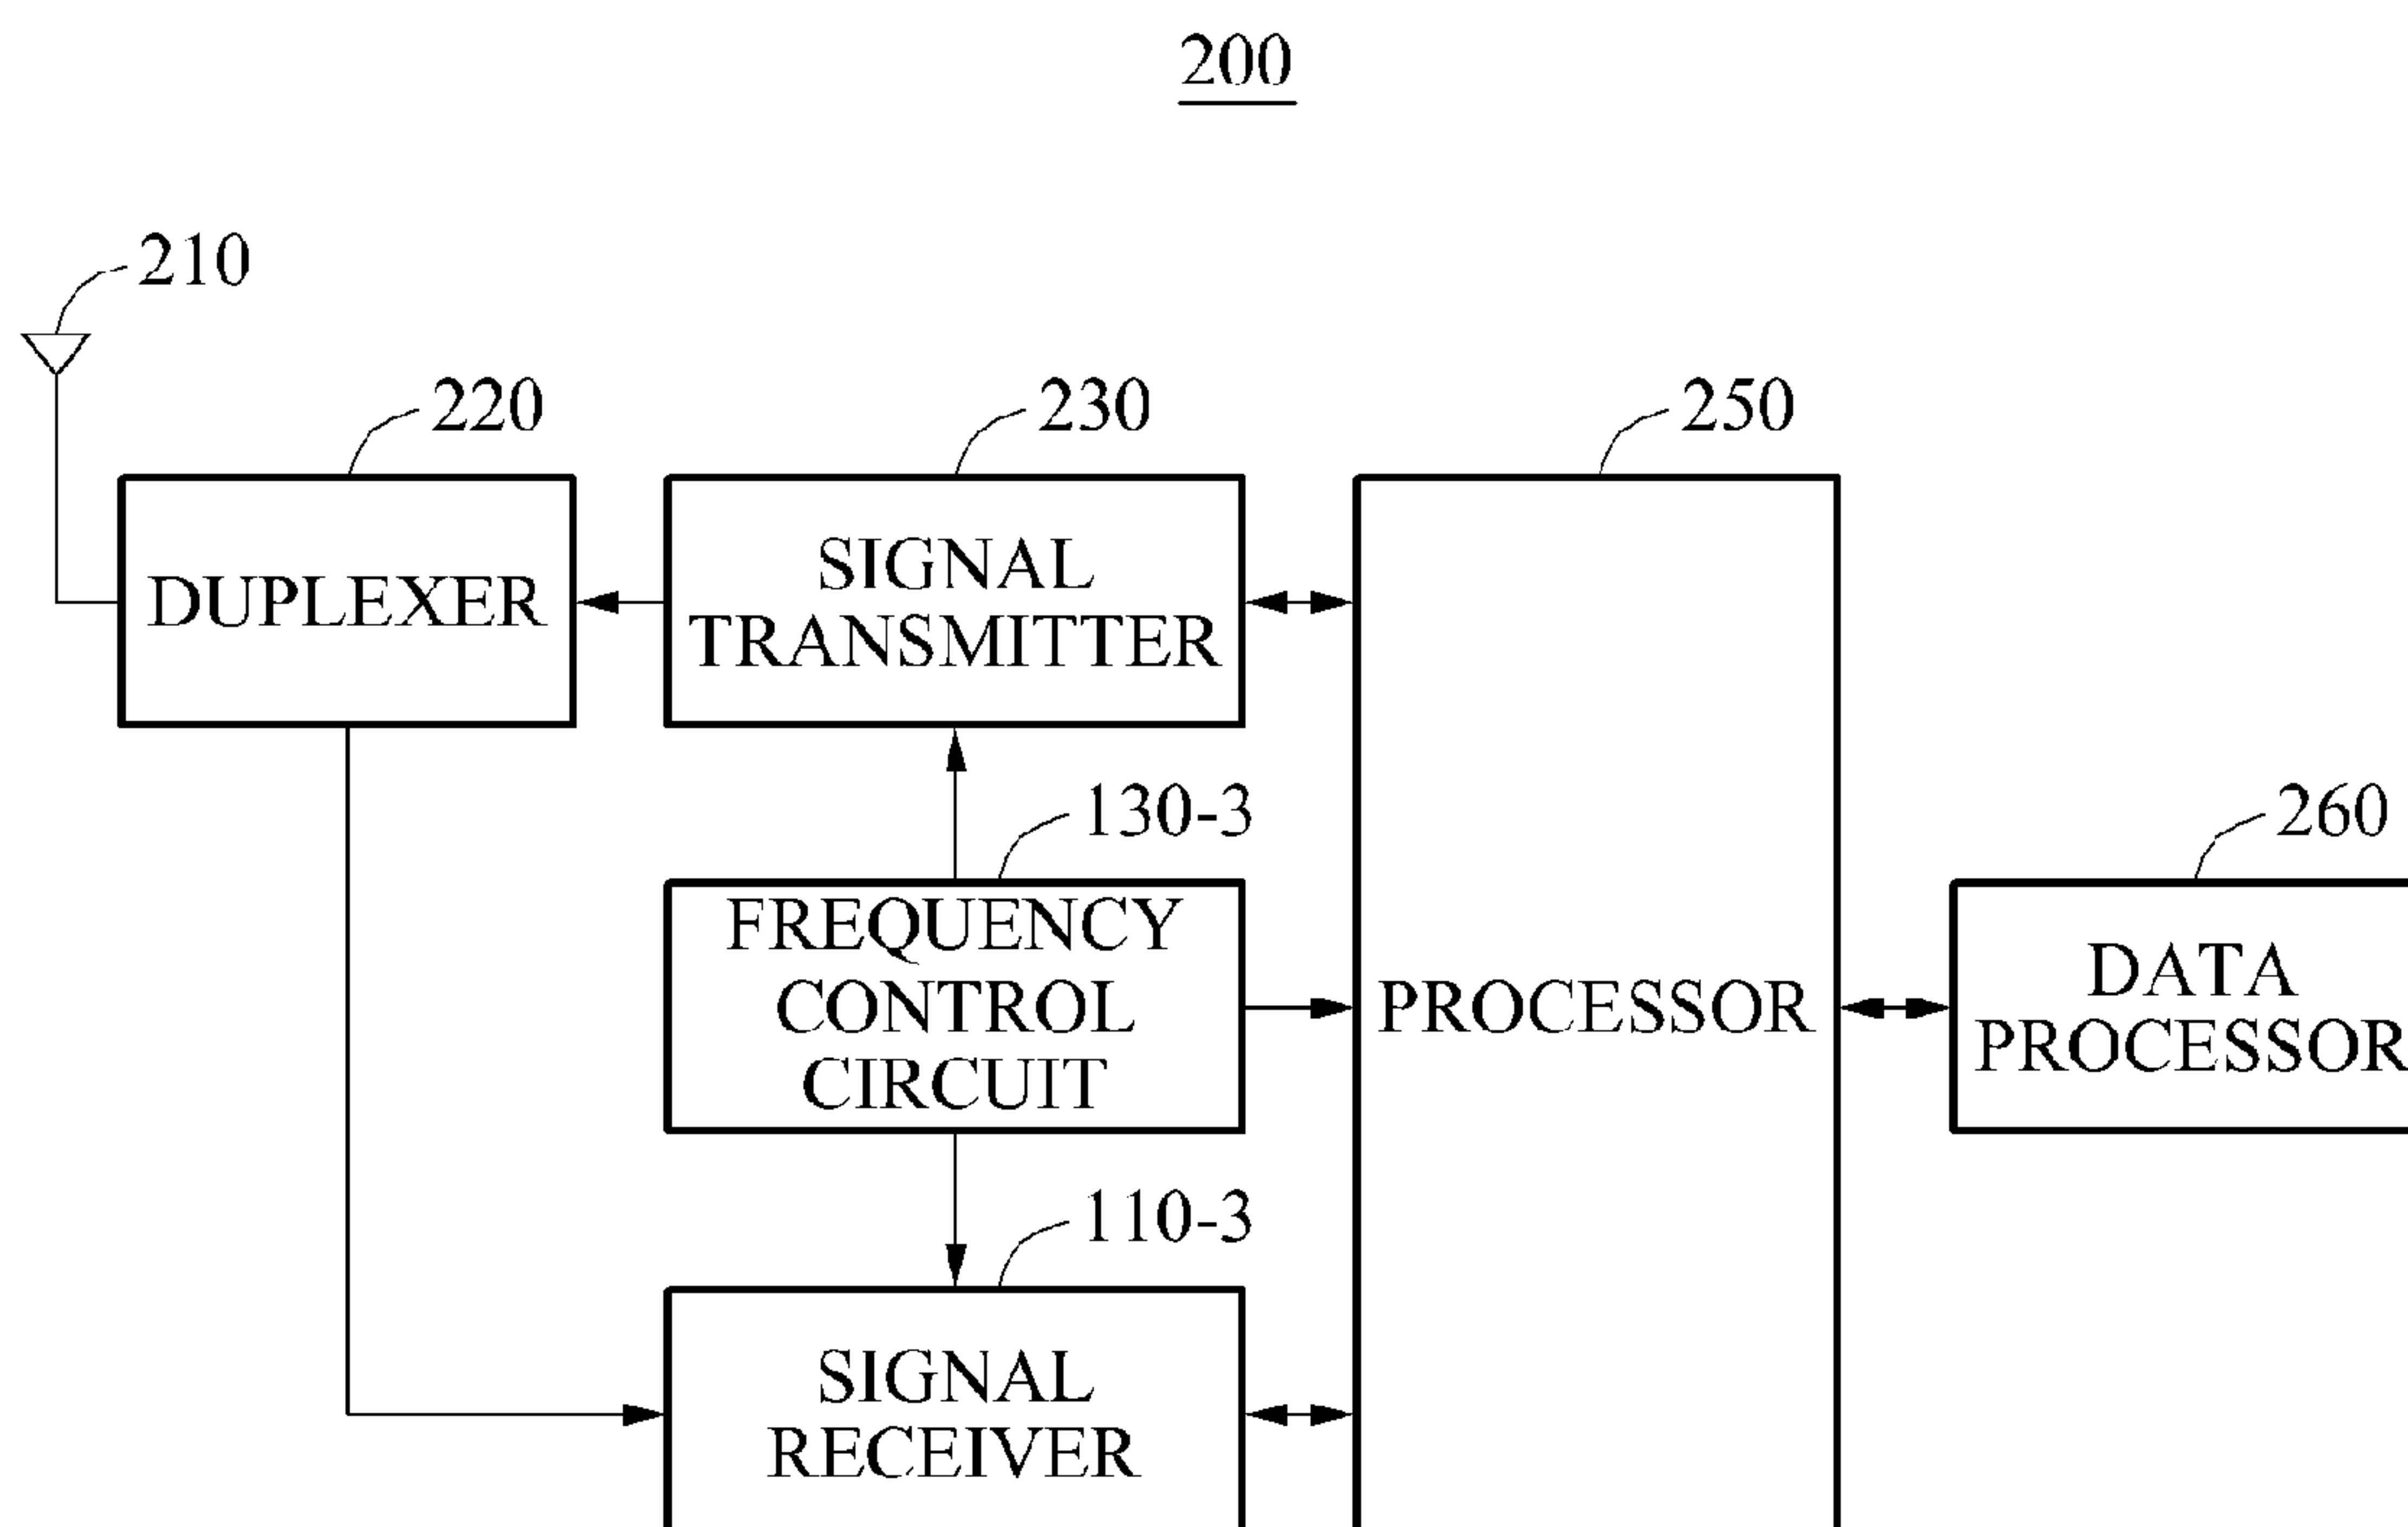 200
210
220
230
250
DUPLEXER
SIGNAL
TRANSMITTER
130-3
260
FREQUENCY
CONTROL
CIRCUIT
PROCESSOR
DATA
PROCESSOR
110-3
SIGNAL
RECEIVER